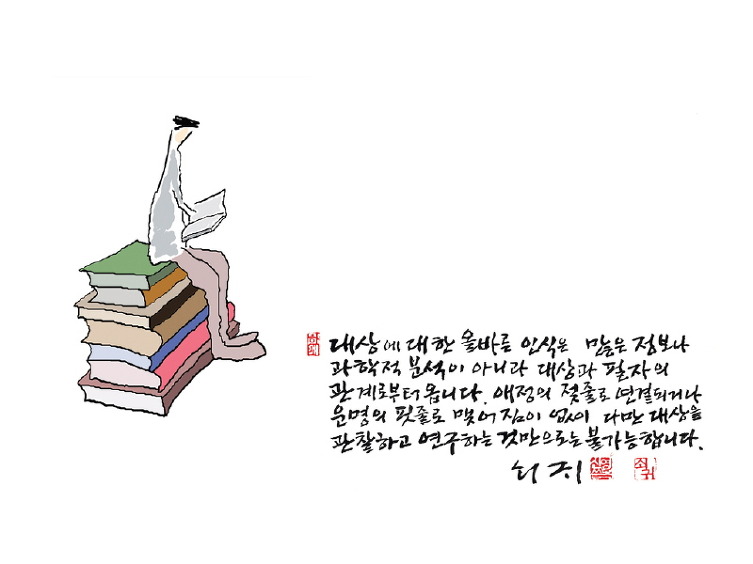 대상에 대한 올바른 인식은 많은 정보나
과학적 분석이 아니라 대상과 필자의
관계로부터 옵니다. 애정의 젖줄로 연결되거나
운명의 핏줄로 맺어짐이 없이 다만 대상을
관찰하고 연구하는 것만으로는 불가능합니다.